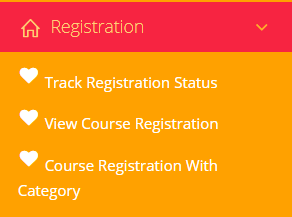 Registration
Track Registration Status
View Course Registration
Course Registration With
Category